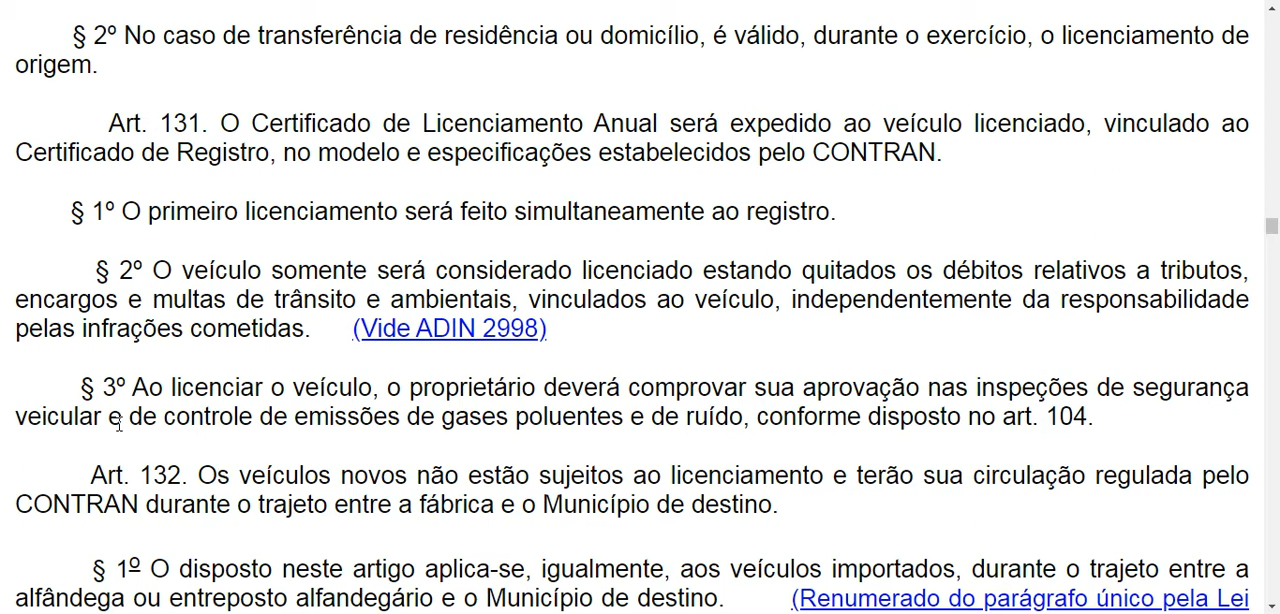 § 2º No caso de transferência de residência ou domicílio, é válido, durante o exercício, o licenciamento de
origem.
Art. 131. O Certificado de Licenciamento Anual será expedido ao veículo licenciado, vinculado ao
Certificado de Registro, no modelo e especificações estabelecidos pelo CONTRAN.
§ 1º O primeiro licenciamento será feito simultaneamente ao registro.
§ 2º O veículo somente será considerado licenciado estando quitados os débitos relativos a tributos,
encargos e multas de trânsito e ambientais, vinculados ao veículo, independentemente da responsabilidade
pelas infrações cometidas. (Vide ADIN 2998)
§ 3º Ao licenciar o veículo, o proprietário deverá comprovar sua aprovação nas inspeções de segurança
veicular e de controle de emissões de gases poluentes e de ruído, conforme disposto no art. 104.
Art. 132. Os veículos novos não estão sujeitos ao licenciamento e terão sua circulação regulada pelo
CONTRAN durante o trajeto entre a fábrica e o Município de destino.
§ 1º O disposto neste artigo aplica-se, igualmente, aos veículos importados, durante o trajeto entre a
alfândega ou entreposto alfandegário e o Município de destino. (Renumerado do parágrafo único pela Lei